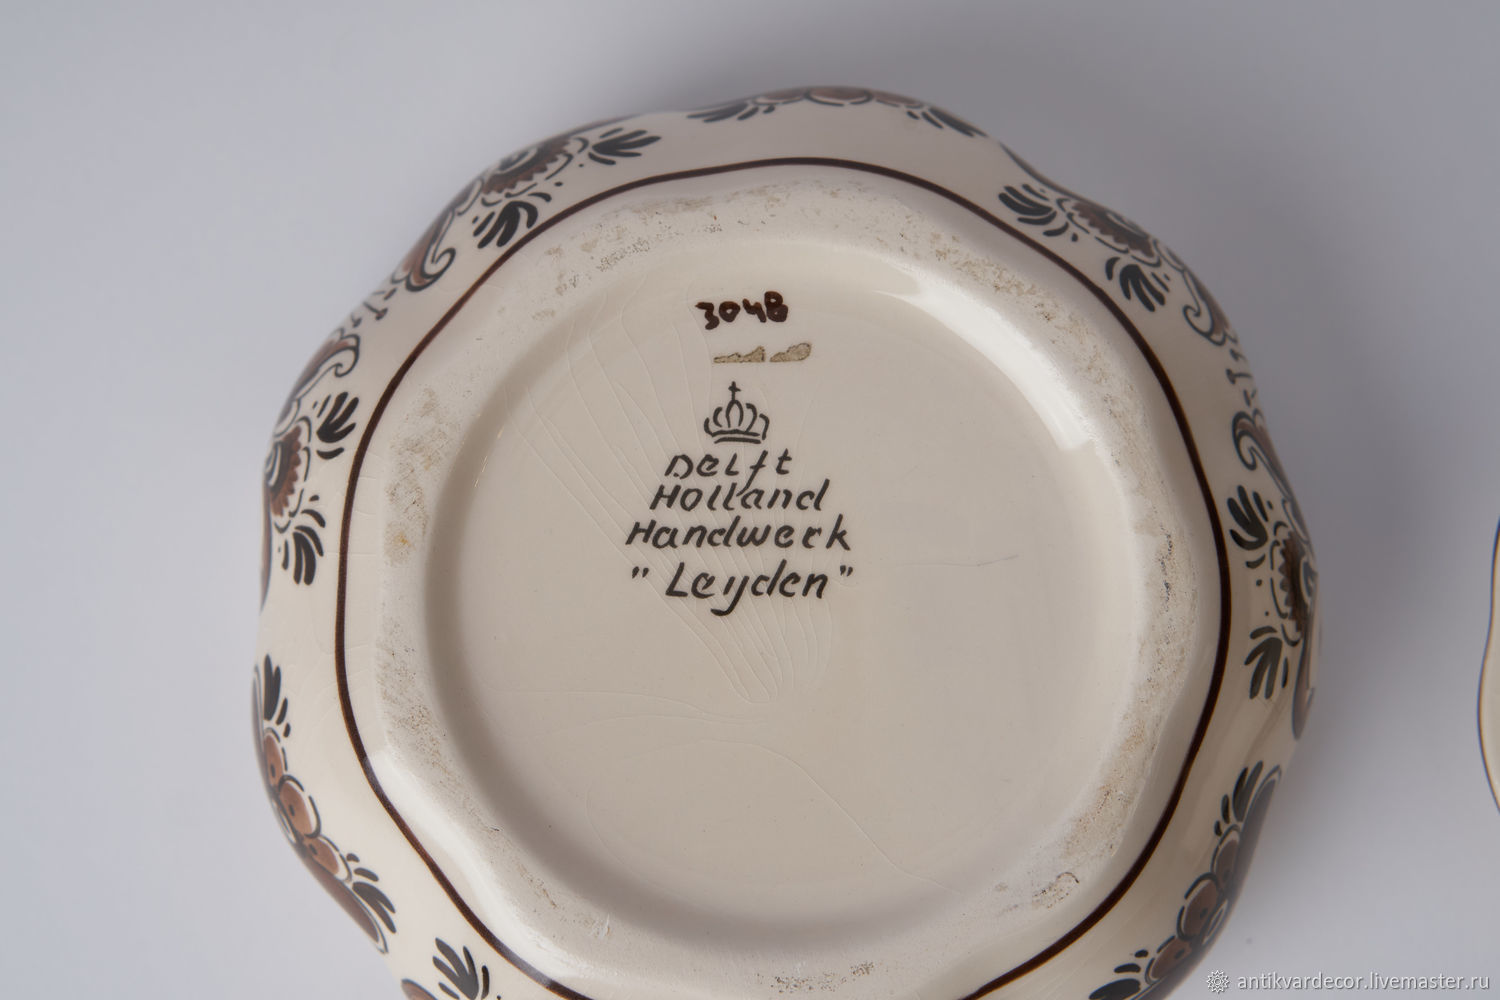 3048
Delft
Holland
Handwerk
"Leyden"
antikvardecor.livemaster.ru